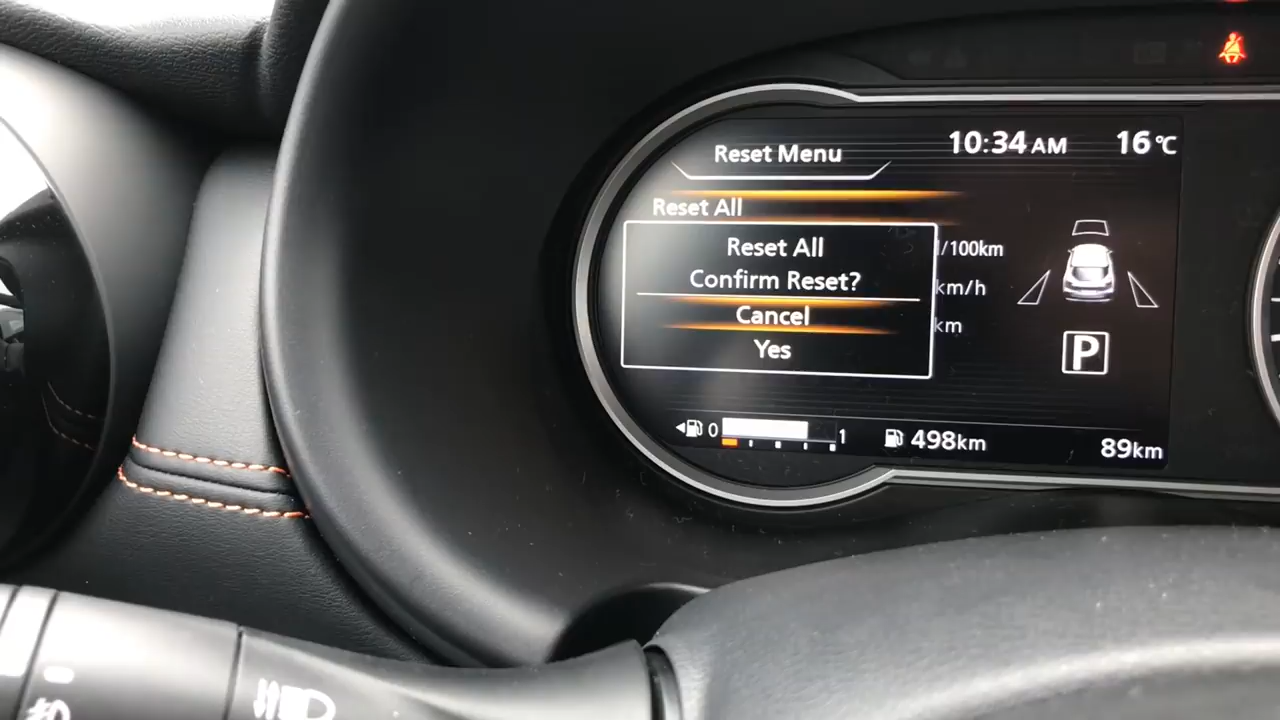 Reset Menu
10:34 AM
16 °C
Reset All
Reset All
Confirm Reset?
Cancel
Yes
l/100km
km/h
km
P
0
1
498km
89km